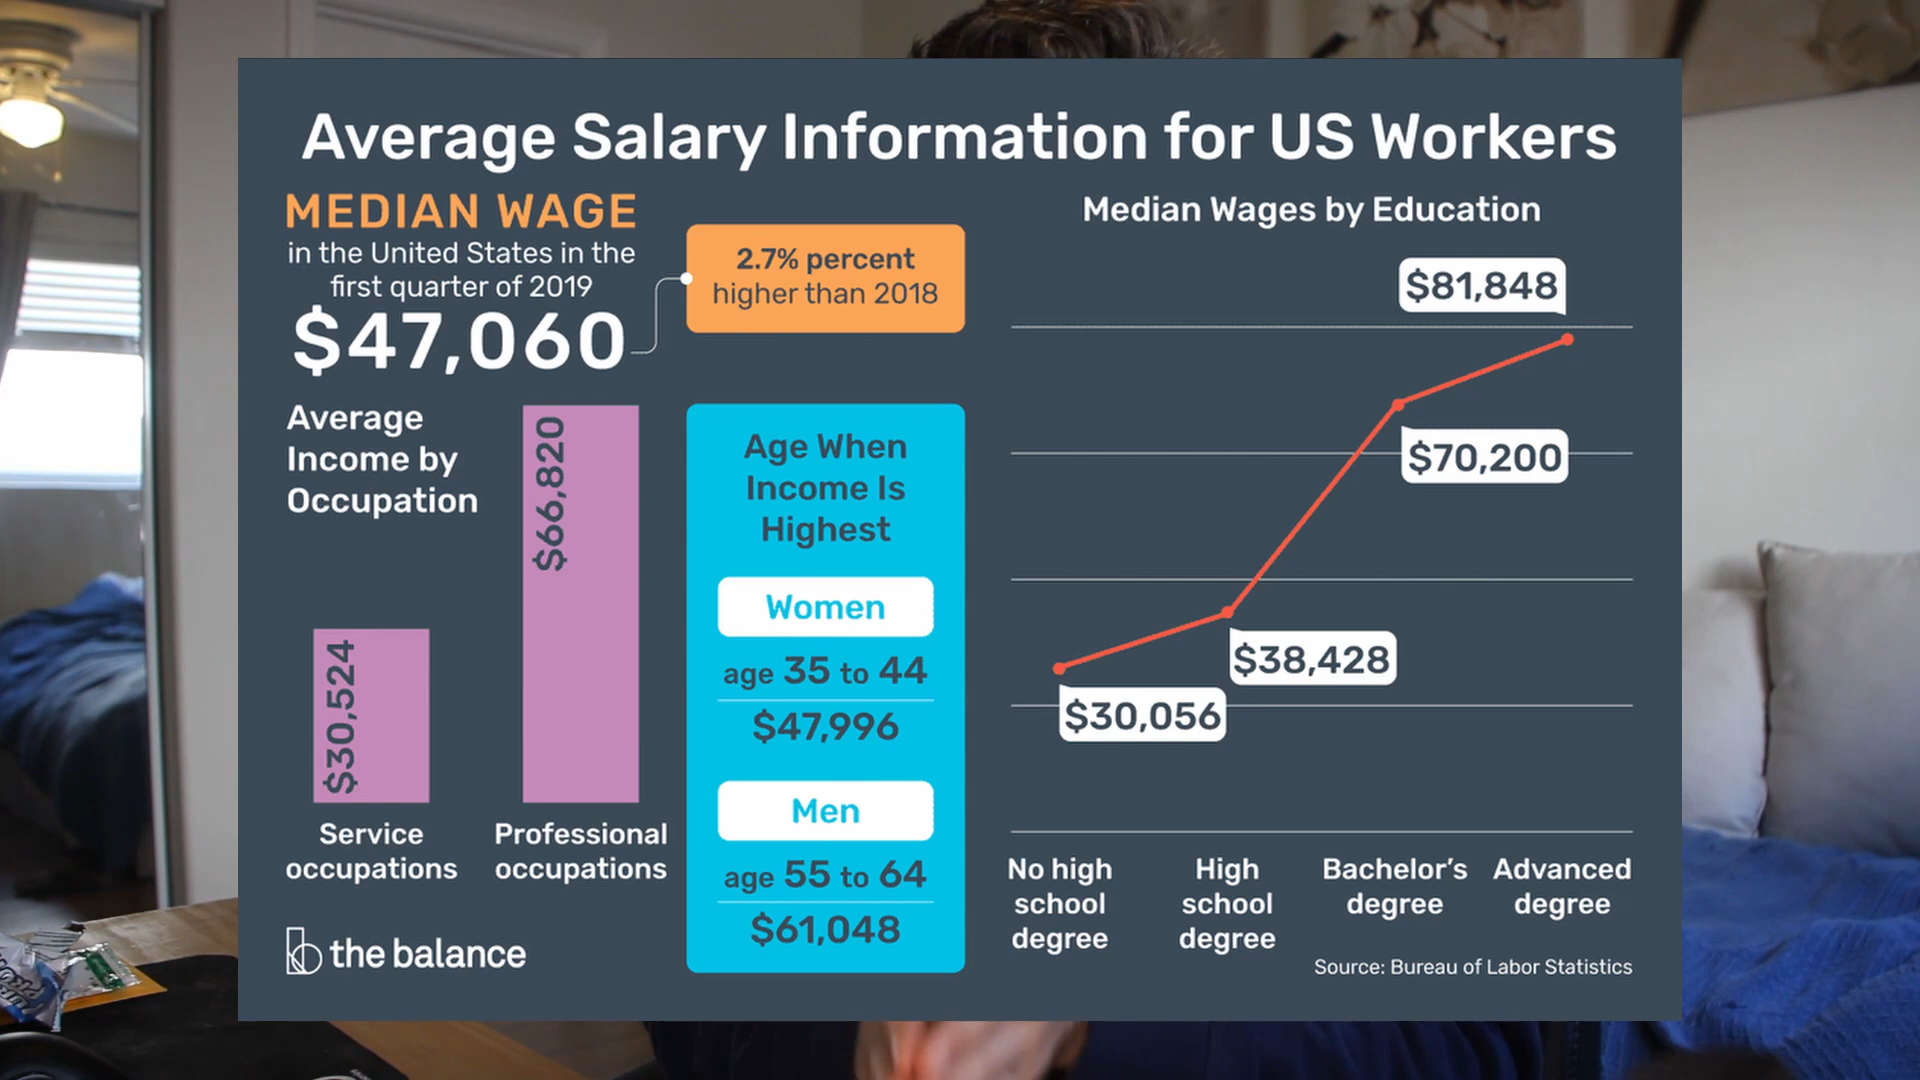 Average Salary Information for US Workers
MEDIAN WAGE
in the United States in the
first quarter of 2019
$47,060
2.7% percent
higher than 2018
Average
Income by
Occupation
$30,524
$66,820
Service
occupations
Professional
occupations
the balance
Age When
Income Is
Highest
Women
age 35 to 44
$47,996
Men
age 55 to 64
$61,048
Median Wages by Education
$81,848
$70,200
$38,428
$30,056
No high
school
degree
High
school
degree
Bachelor's
degree
Advanced
degree
Source: Bureau of Labor Statistics